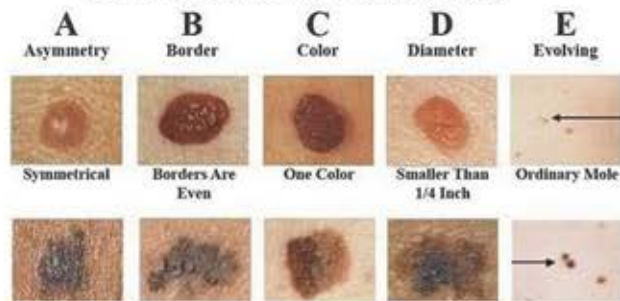 A B C D E
Asymmetry Border Color Diameter Evolving
Symmetrical Borders Are Even One Color Smaller Than 1/4 Inch Ordinary Mole